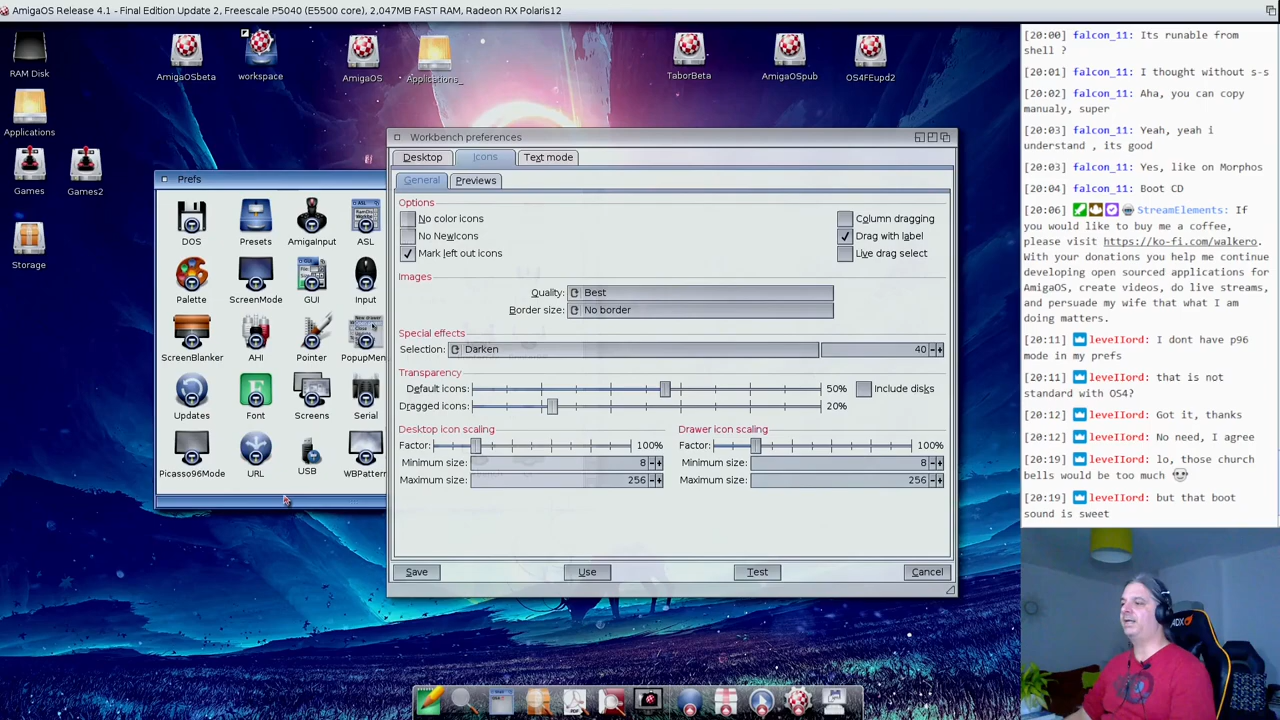 AmigaOS Release 4.1 - Final Edition Update 2, Freescale P5040 (E5500 core), 2,047MB FAST RAM, Radeon RX Polaris12
RAM Disk
AmigaOSbeta
workspace
AmigaOS
Applications_
TaborBeta
AmigaOSpub
OS4FEupd2
Applications
Games
Games2
Storage
Prefs
DOS
Presets
AmigaInput
ASL
Palette
ScreenMode
GUI
Input
ScreenBlanker
AHI
Pointer
PopupMen
Updates
Font
Screens
Serial
Picasso96Mode
URL
USB
WBPattern
Workbench preferences
Desktop
Icons
Text mode
General
Previews
Options
No color icons
Column dragging
No NewIcons
Drag with label
Mark left out icons
Live drag select
Images
Quality: Best
Border size: No border
Special effects
Selection: Darken 40
Transparency
Default icons: 50% Include disks
Dragged icons: 20%
Desktop icon scaling
Factor: 100%
Minimum size: 8
Maximum size: 256
Drawer icon scaling
Factor: 100%
Minimum size: 8
Maximum size: 256
Save
Use
Test
Cancel
[20:00] falcon_11: Its runable from
shell ?
[20:01] falcon_11: I thought without s-s
[20:02] falcon_11: Aha, you can copy
manualy, super
[20:03] falcon_11: Yeah, yeah i
understand , its good
[20:03] falcon_11: Yes, like on Morphos
[20:04] falcon_11: Boot CD
[20:06] StreamElements: If
you would like to buy me a coffee,
please visit https://ko-fi.com/walkero.
With your donations you help me continue
developing open sourced applications for
AmigaOS, create videos, do live streams,
and persuade my wife that what I am
doing matters.
[20:11] leveIIord: I dont have p96
mode in my prefs
[20:11] leveIIord: that is not
standard with OS4?
[20:12] leveIIord: Got it, thanks
[20:12] leveIIord: No need, I agree
[20:19] leveIIord: lo, those church
bells would be too much
[20:19] leveIIord: but that boot
sound is sweet